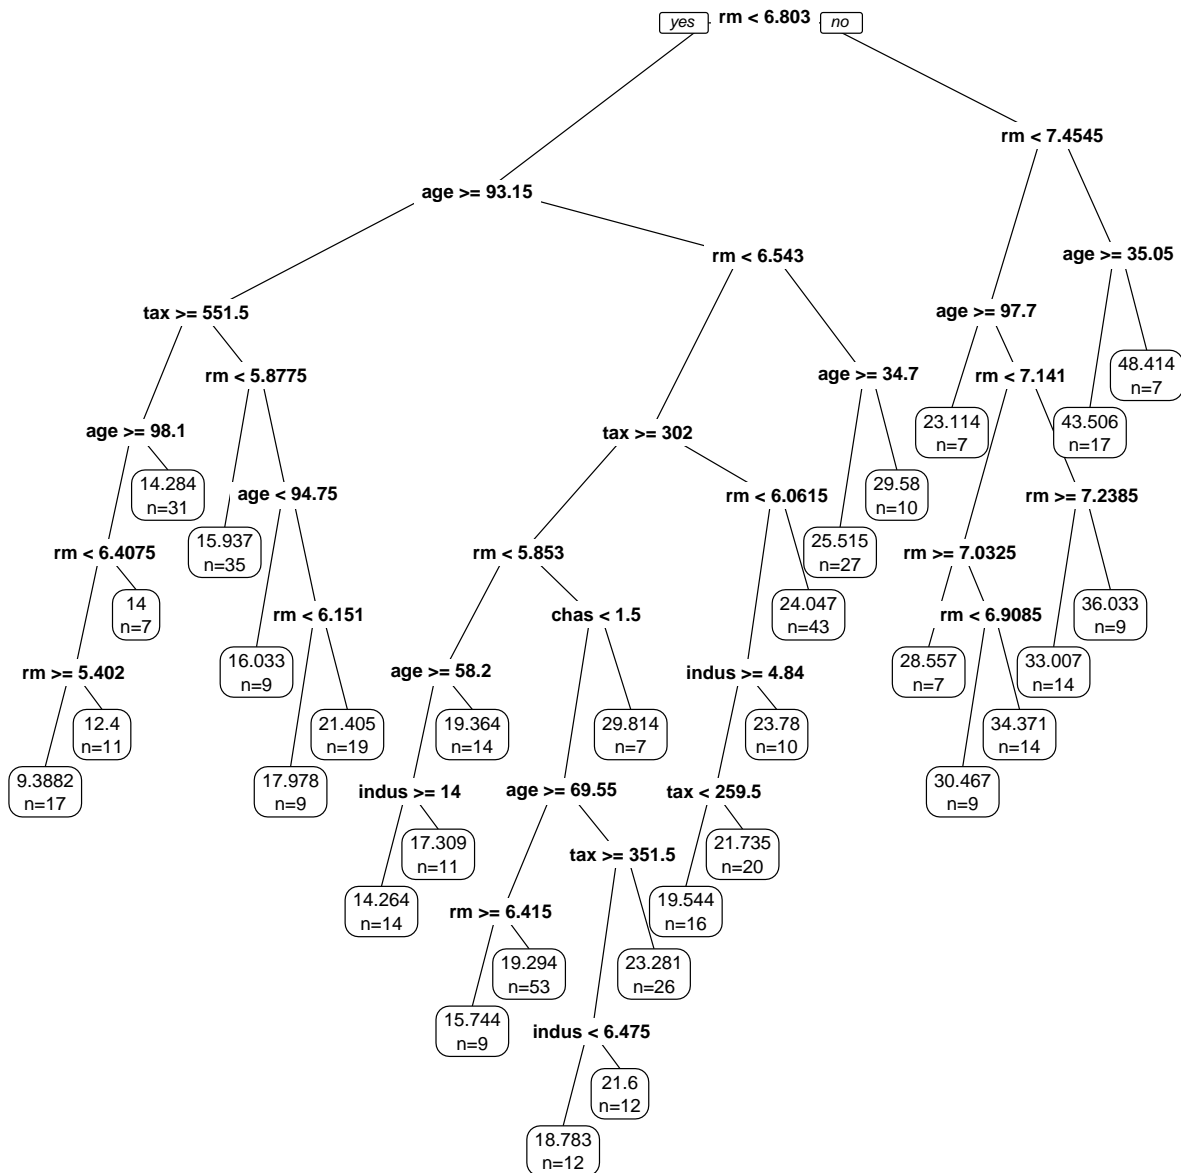 yes
rm < 6.803
no
rm < 7.4545
age >= 93.15
rm < 6.543
age >= 35.05
tax >= 551.5
age >= 97.7
rm < 5.8775
age >= 34.7
rm < 7.141
48.414
n=7
age >= 98.1
tax >= 302
23.114
n=7
43.506
n=17
14.284
n=31
age < 94.75
rm < 6.0615
29.58
n=10
rm >= 7.2385
rm < 6.4075
15.937
n=35
rm < 5.853
25.515
n=27
rm >= 7.0325
14
n=7
rm < 6.151
chas < 1.5
24.047
n=43
rm < 6.9085
36.033
n=9
rm >= 5.402
16.033
n=9
age >= 58.2
indus >= 4.84
28.557
n=7
33.007
n=14
12.4
n=11
21.405
n=19
19.364
n=14
29.814
n=7
23.78
n=10
34.371
n=14
9.3882
n=17
17.978
n=9
indus >= 14
age >= 69.55
tax < 259.5
30.467
n=9
17.309
n=11
tax >= 351.5
21.735
n=20
14.264
n=14
rm >= 6.415
19.544
n=16
19.294
n=53
23.281
n=26
15.744
n=9
indus < 6.475
21.6
n=12
18.783
n=12